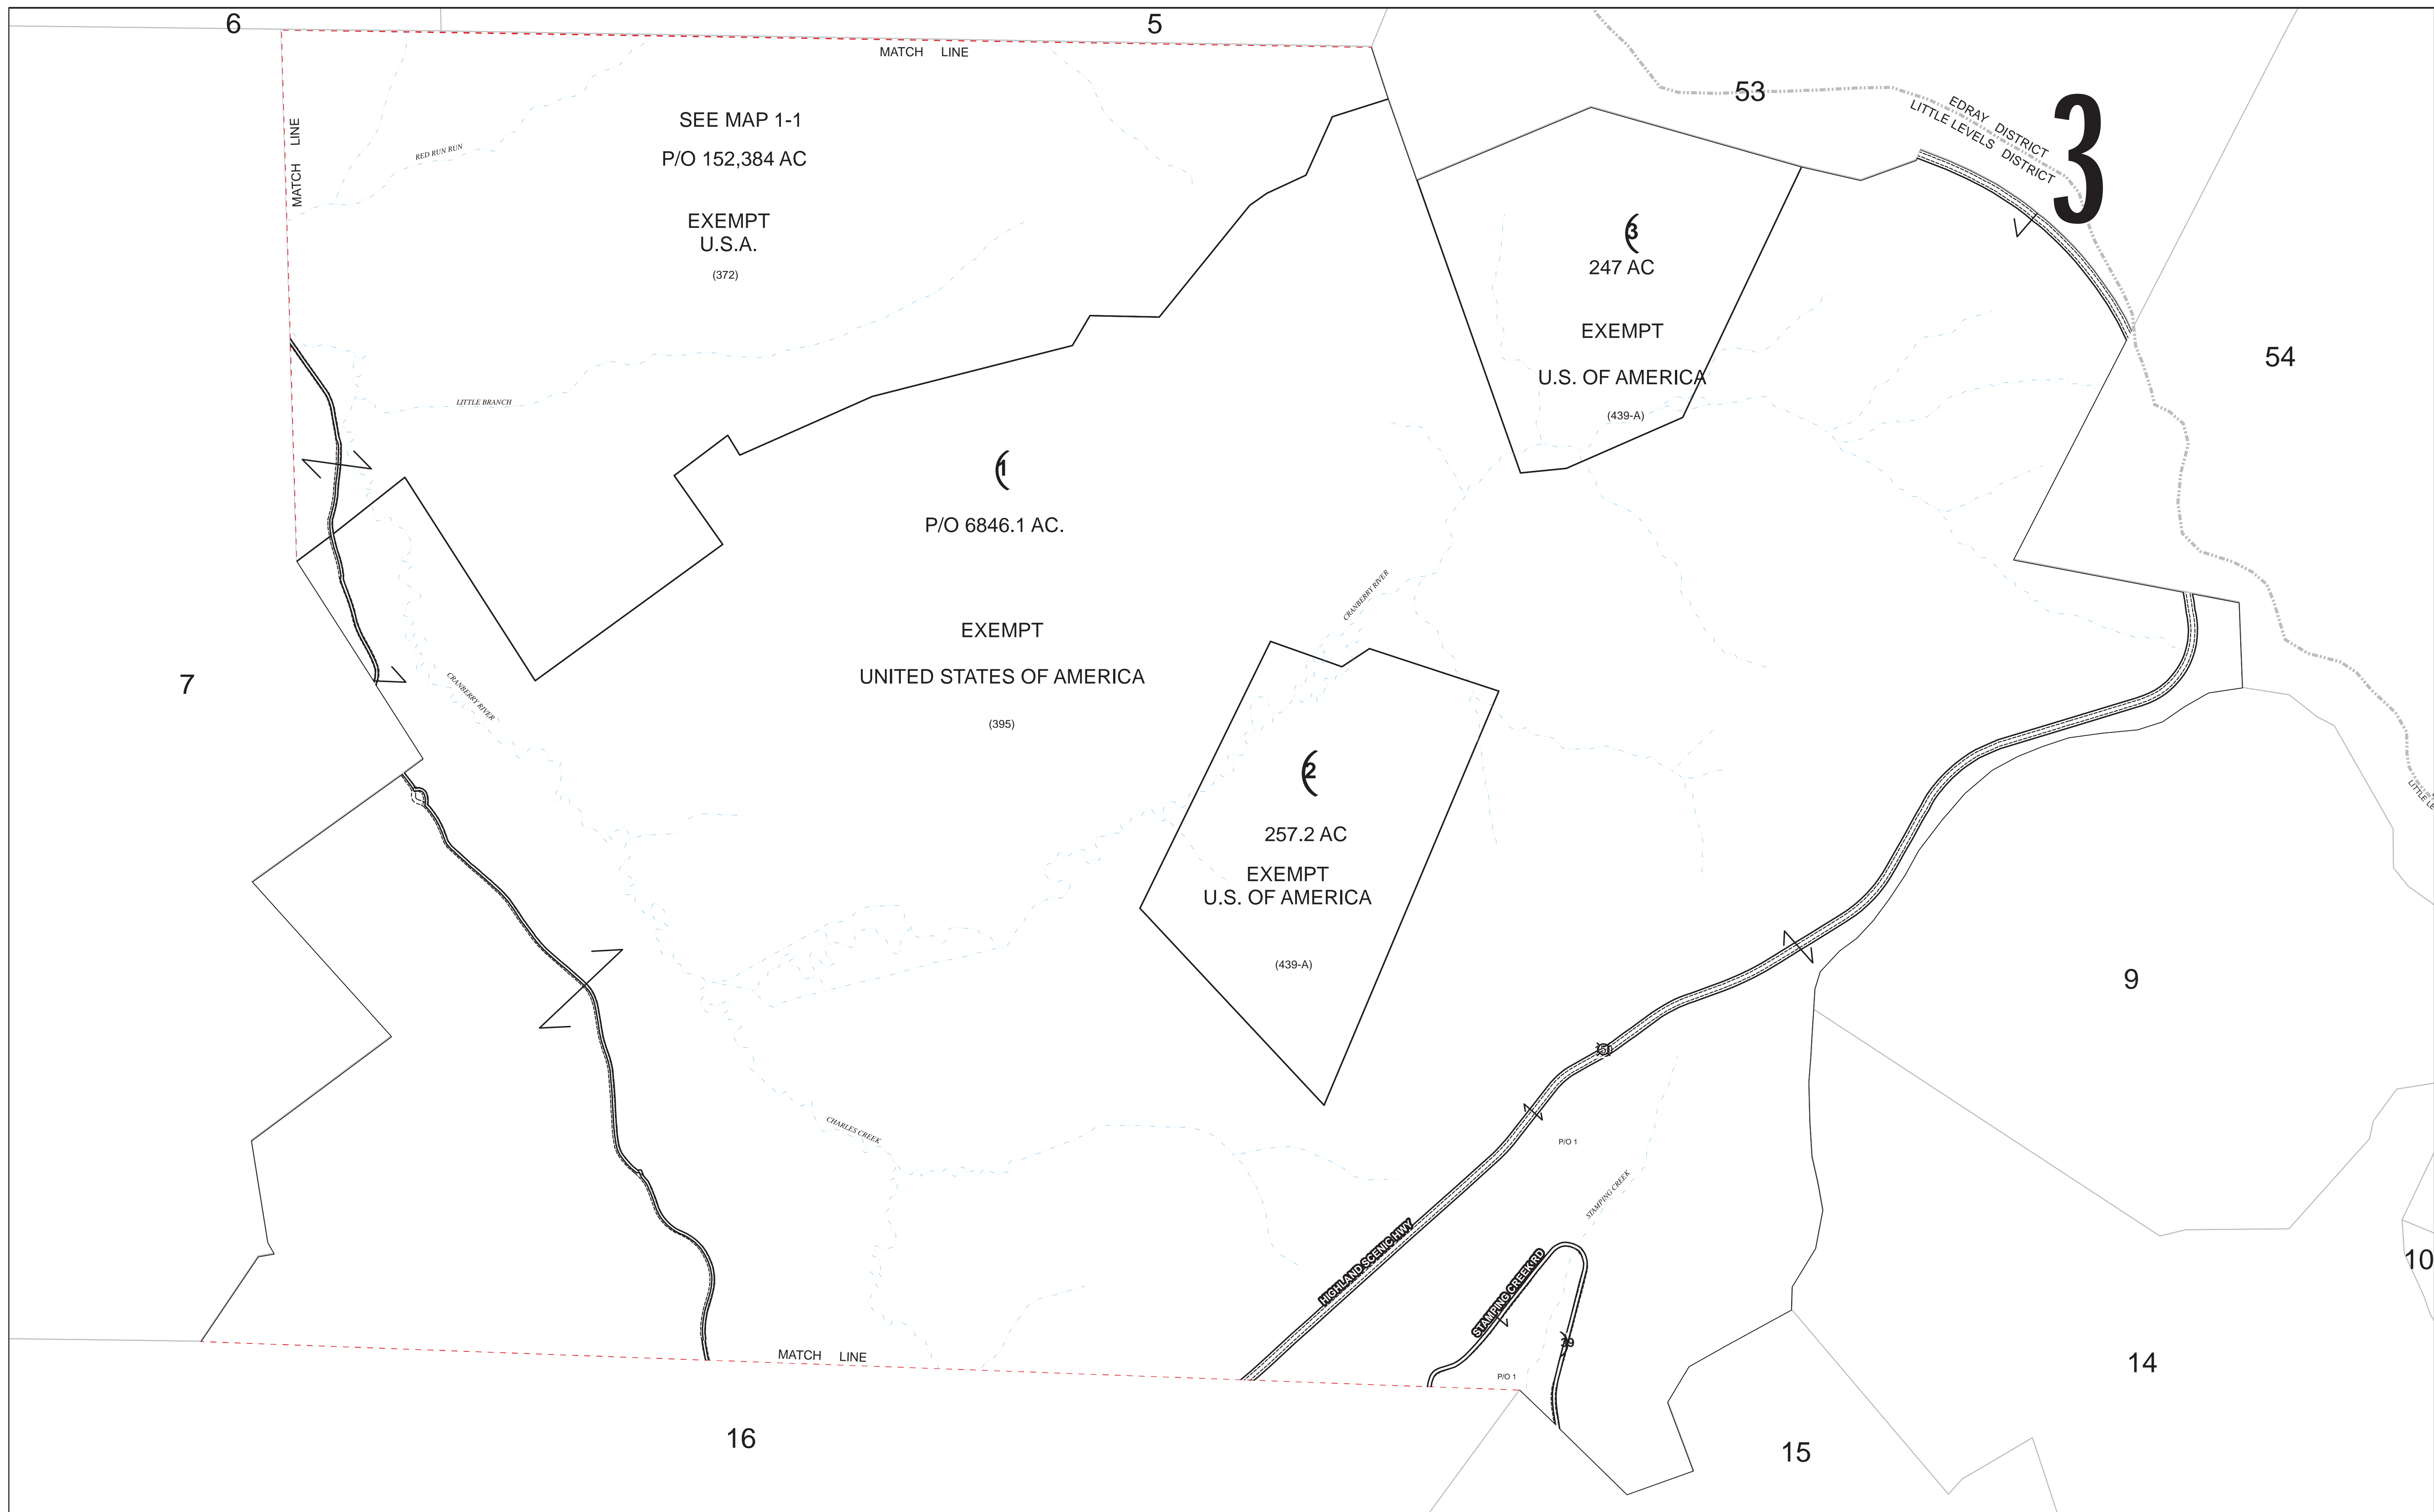 6
5
MATCH LINE
53
3
EDRAY DISTRICT
LITTLE LEVELS DISTRICT
MATCH LINE
SEE MAP 1-1
P/O 152,384 AC
EXEMPT
U.S.A.
(372)
RED RUN RUN
3
247 AC
EXEMPT
U.S. OF AMERICA
(439-A)
54
LITTLE BRANCH
1
P/O 6846.1 AC.
EXEMPT
UNITED STATES OF AMERICA
(395)
CRANBERRY RIVER
7
CRANBERRY RIVER
2
257.2 AC
EXEMPT
U.S. OF AMERICA
(439-A)
LITTLE LE
9
CHARLES CREEK
P/O 1
STAMPING CREEK
HIGHLAND SCENIC HWY
STAMPING CREEK RD
10
39
MATCH LINE
P/O 1
14
16
15